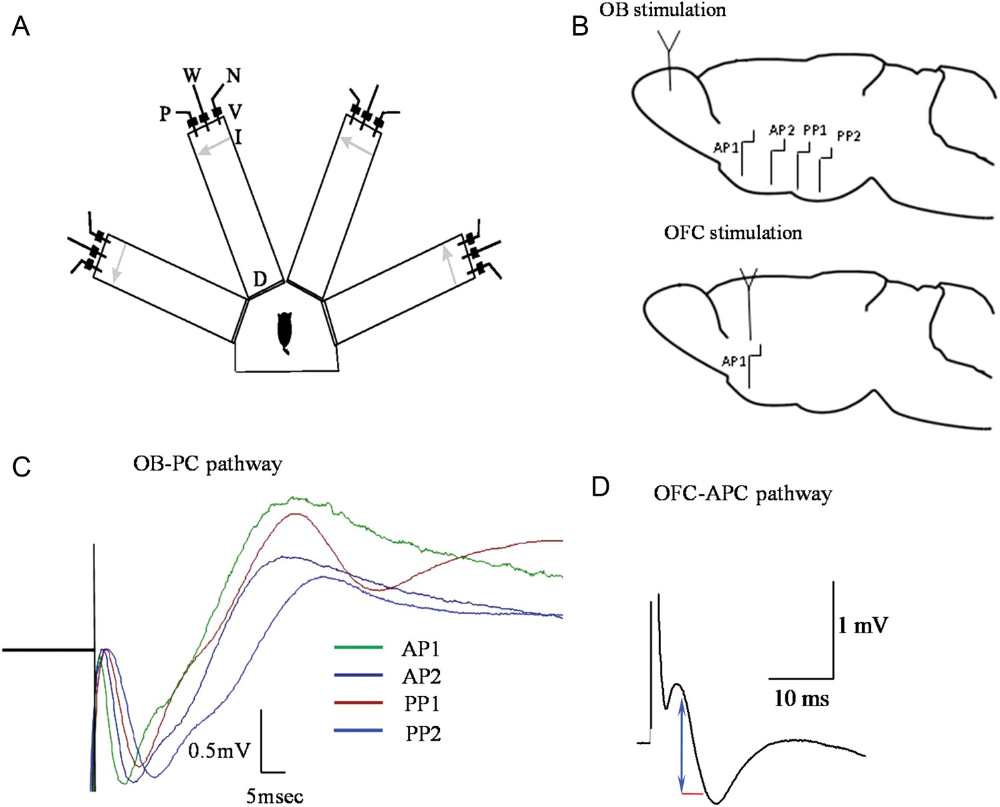 A
W
N
P
V
I
D
B
OB stimulation
AP1
AP2
PP1
PP2
OFC stimulation
AP1
C
OB-PC pathway
AP1
AP2
PP1
PP2
0.5mV
5msec
D
OFC-APC pathway
1 mV
10 ms